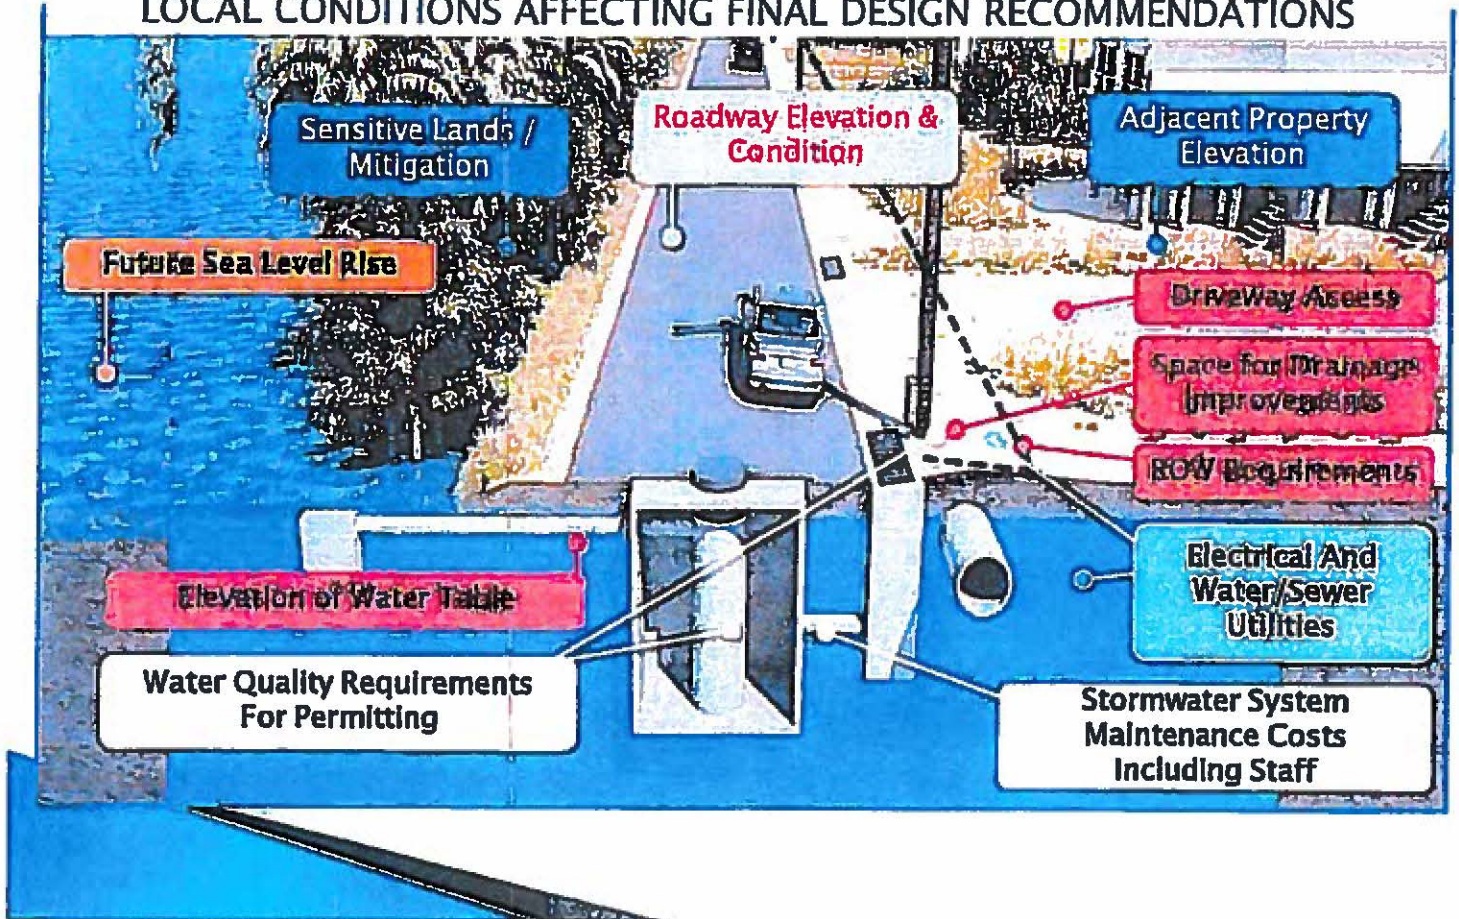 LOCAL CONDITIONS AFFECTING FINAL DESIGN RECOMMENDATIONS
Sensitive Lands /
Mitigation
Roadway Elevation &
Condition
Adjacent Property
Elevation
Future Sea Level Rise
Driveway Access
Space for Drainage
Improvements
ROW Requirements
Elevation of Water Table
Electrical And
Water/Sewer
Utilities
Water Quality Requirements
For Permitting
Stormwater System
Maintenance Costs
Including Staff